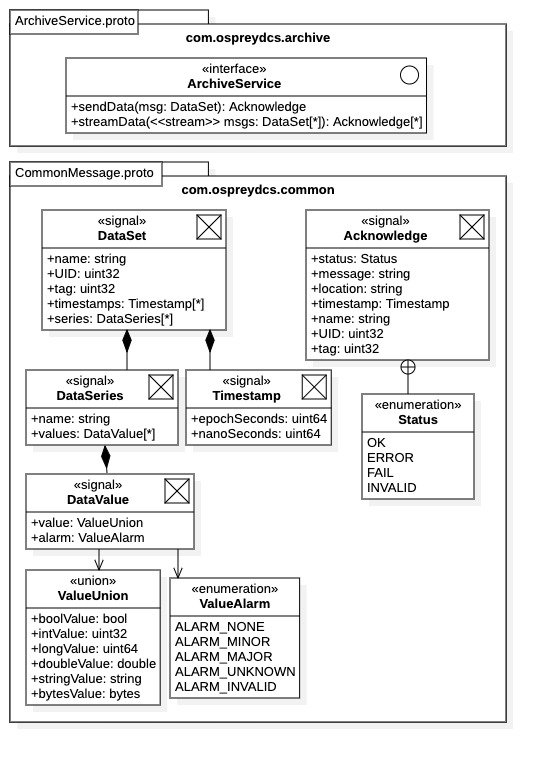 ArchiveService.proto
com.ospreydcs.archive
«interface»
ArchiveService
+sendData(msg: DataSet): Acknowledge
+streamData(<<stream>> msgs: DataSet[*]): Acknowledge[*]
CommonMessage.proto
com.ospreydcs.common
«signal»
DataSet
+name: string
+UID: uint32
+tag: uint32
+timestamps: Timestamp[*]
+series: DataSeries[*]
«signal»
Acknowledge
+status: Status
+message: string
+location: string
+timestamp: Timestamp
+name: string
+UID: uint32
+tag: uint32
«signal»
DataSeries
+name: string
+values: DataValue[*]
«signal»
Timestamp
+epochSeconds: uint64
+nanoSeconds: uint64
«enumeration»
Status
OK
ERROR
FAIL
INVALID
«signal»
DataValue
+value: ValueUnion
+alarm: ValueAlarm
«union»
ValueUnion
+boolValue: bool
+intValue: uint32
+longValue: uint64
+doubleValue: double
+stringValue: string
+bytesValue: bytes
«enumeration»
ValueAlarm
ALARM_NONE
ALARM_MINOR
ALARM_MAJOR
ALARM_UNKNOWN
ALARM_INVALID